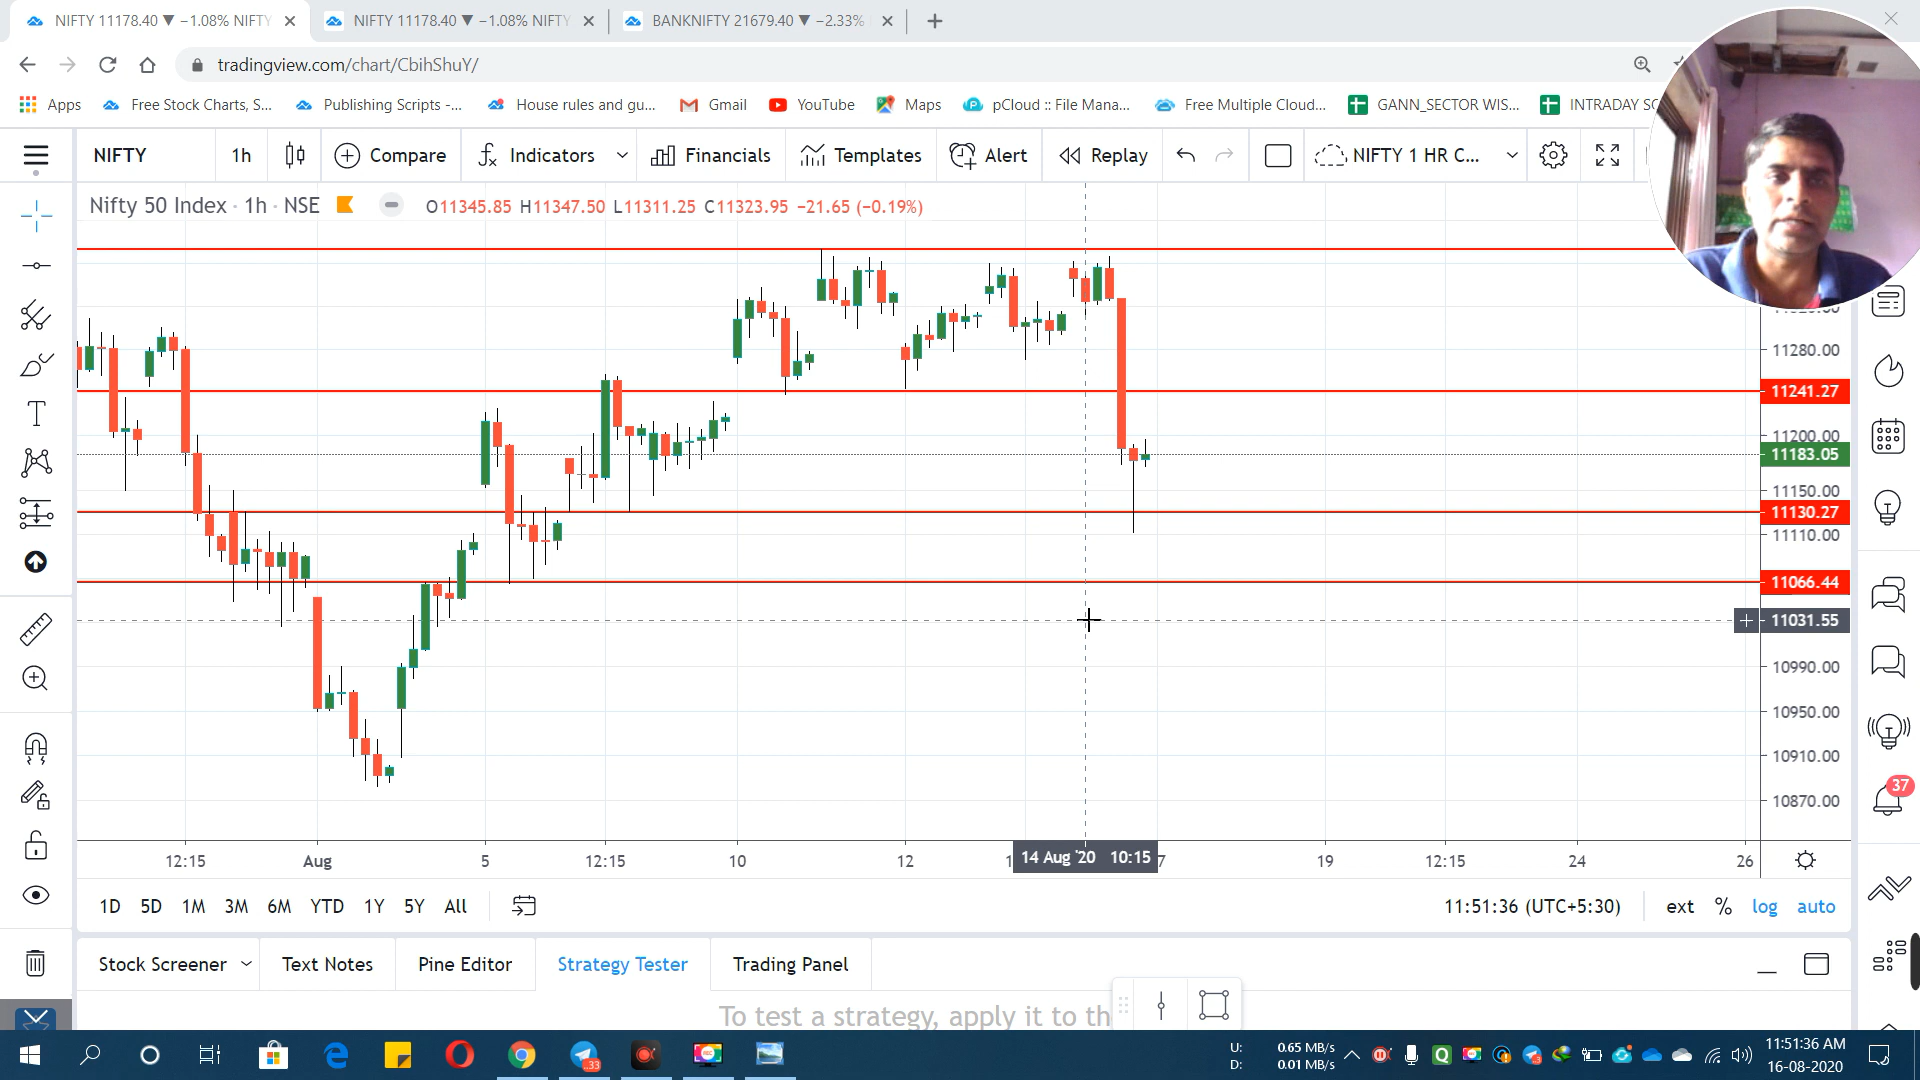 NIFTY 11178.40 ▼ −1.08% NIFTY
NIFTY 11178.40 ▼ −1.08% NIFTY
BANKNIFTY 21679.40 ▼ −2.33%
tradingview.com/chart/CbihShuY/
Apps
Free Stock Charts, S...
Publishing Scripts -...
House rules and gu...
Gmail
YouTube
Maps
pCloud :: File Mana...
Free Multiple Cloud...
GANN_SECTOR WIS...
INTRADAY SC
NIFTY
1h
Compare
Indicators
Financials
Templates
Alert
Replay
NIFTY 1 HR C...
Nifty 50 Index · 1h · NSE
O11345.85 H11347.50 L11311.25 C11323.95 −21.65 (−0.19%)
11280.00
11241.27
11200.00
11183.05
11150.00
11130.27
11110.00
11066.44
11031.55
10990.00
10950.00
10910.00
10870.00
12:15
Aug
5
12:15
10
12
14 Aug '20 10:15
7
19
12:15
24
26
37
1D 5D 1M 3M 6M YTD 1Y 5Y All
11:51:36 (UTC+5:30)
ext % log auto
Stock Screener
Text Notes
Pine Editor
Strategy Tester
Trading Panel
To test a strategy, apply it to th
33
U: 0.65 MB/s
D: 0.01 MB/s
11:51:36 AM
16-08-2020